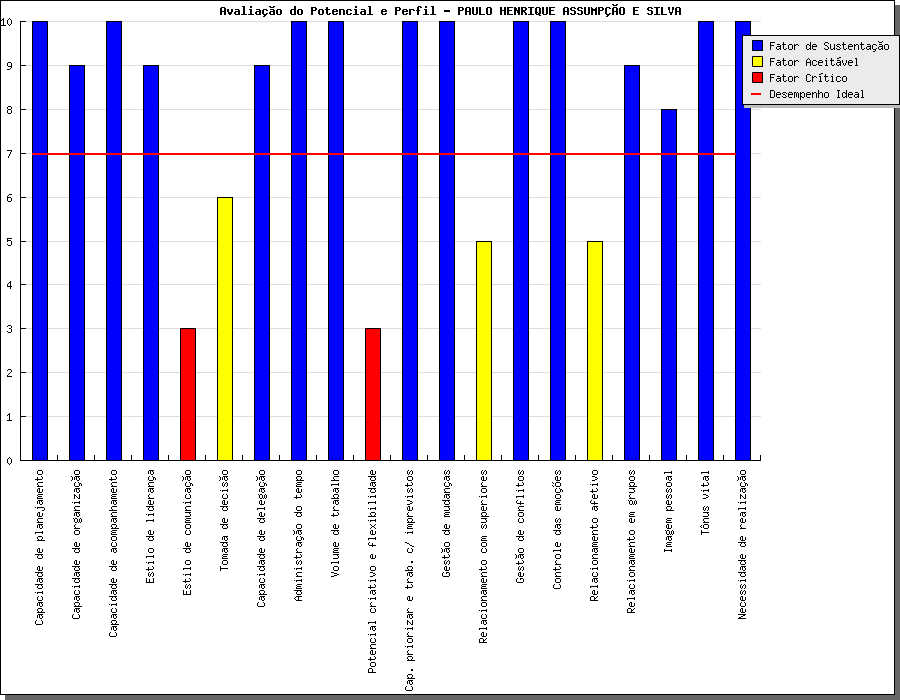 Avaliação do Potencial e Perfil - PAULO HENRIQUE ASSUMPÇÃO E SILVA
Fator de Sustentação
Fator Aceitável
Fator Crítico
Desempenho Ideal
10
9
8
7
6
5
4
3
2
1
0
Capacidade de planejamento
Capacidade de organização
Capacidade de acompanhamento
Estilo de liderança
Estilo de comunicação
Tomada de decisão
Capacidade de delegação
Administração do tempo
Volume de trabalho
Potencial criativo e flexibilidade
Cap. priorizar e trab. c/ imprevistos
Gestão de mudanças
Relacionamento com superiores
Gestão de conflitos
Controle das emoções
Relacionamento afetivo
Relacionamento em grupos
Imagem pessoal
Tônus vital
Necessidade de realização